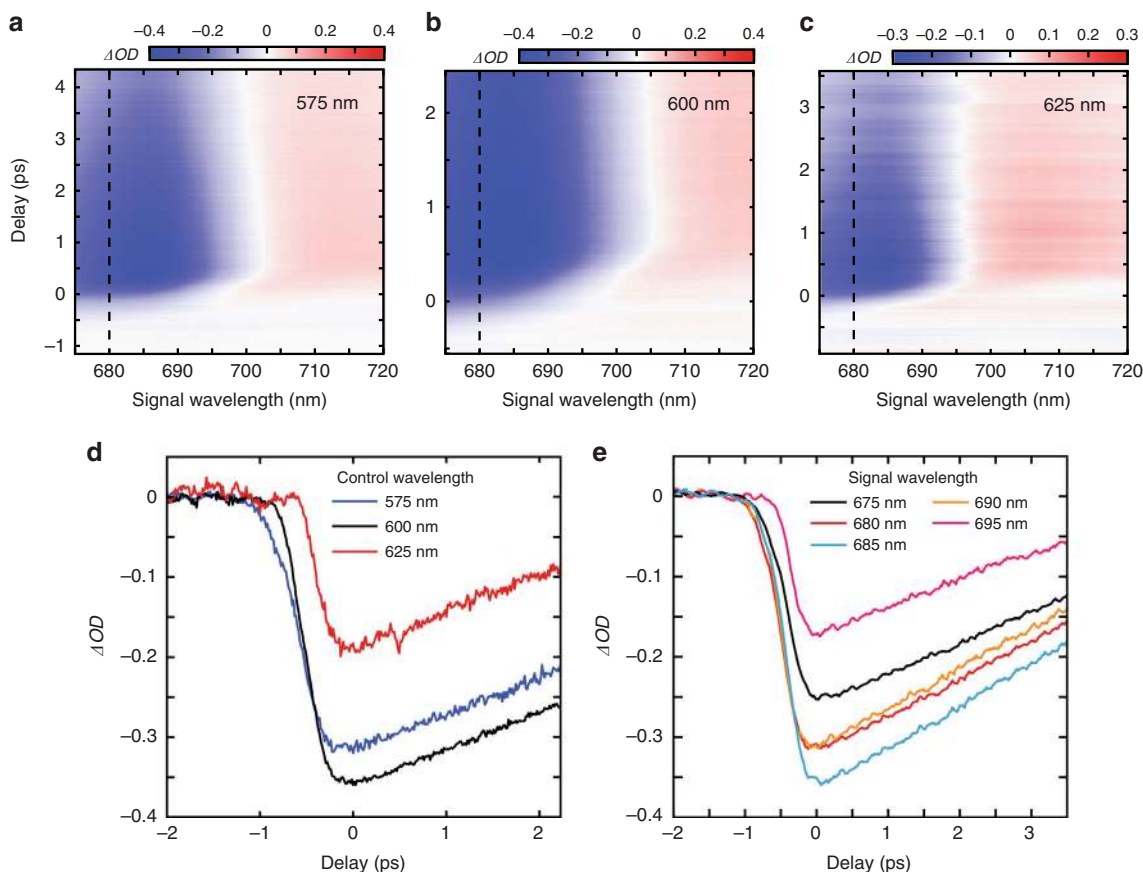 a
b
c
−0.4 −0.2 0 0.2 0.4
−0.4 −0.2 0 0.2 0.4
−0.3 −0.2 −0.1 0 0.1 0.2 0.3
ΔOD
ΔOD
ΔOD
575 nm
600 nm
625 nm
Delay (ps)
4
3
2
1
0
−1
2
1
0
3
2
1
0
680 690 700 710 720
680 690 700 710 720
680 690 700 710 720
Signal wavelength (nm)
Signal wavelength (nm)
Signal wavelength (nm)
d
Control wavelength
575 nm
600 nm
625 nm
ΔOD
0
−0.1
−0.2
−0.3
−0.4
−2 −1 0 1 2
Delay (ps)
e
Signal wavelength
675 nm
680 nm
685 nm
690 nm
695 nm
ΔOD
0
−0.1
−0.2
−0.3
−0.4
−2 −1 0 1 2 3
Delay (ps)